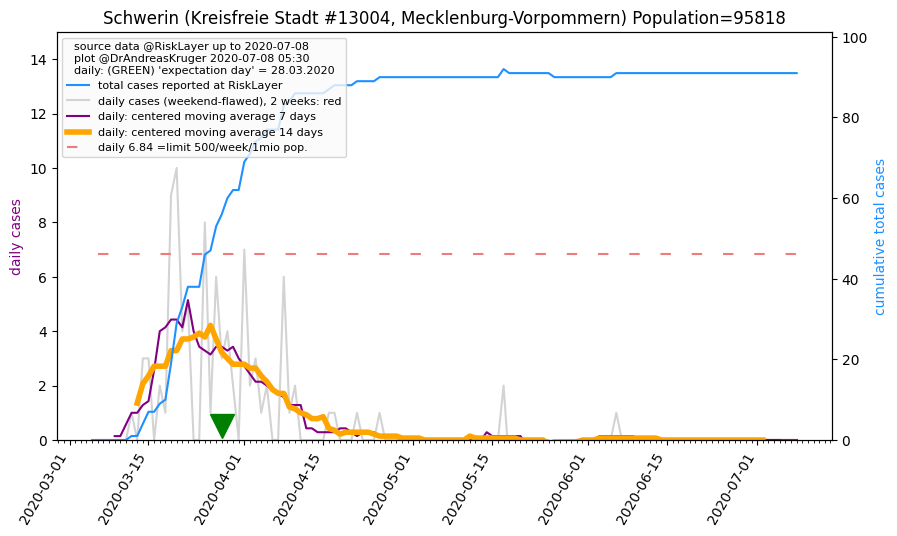 Schwerin (Kreisfreie Stadt #13004, Mecklenburg-Vorpommern) Population=95818
source data @RiskLayer up to 2020-07-08
plot @DrAndreasKruger 2020-07-08 05:30
daily: (GREEN) 'expectation day' = 28.03.2020
total cases reported at RiskLayer
daily cases (weekend-flawed), 2 weeks: red
daily: centered moving average 7 days
daily: centered moving average 14 days
daily 6.84 =limit 500/week/1mio pop.
daily cases
14
12
10
8
6
4
2
0
cumulative total cases
100
80
60
40
20
0
2020-03-01
2020-03-15
2020-04-01
2020-04-15
2020-05-01
2020-05-15
2020-06-01
2020-06-15
2020-07-01